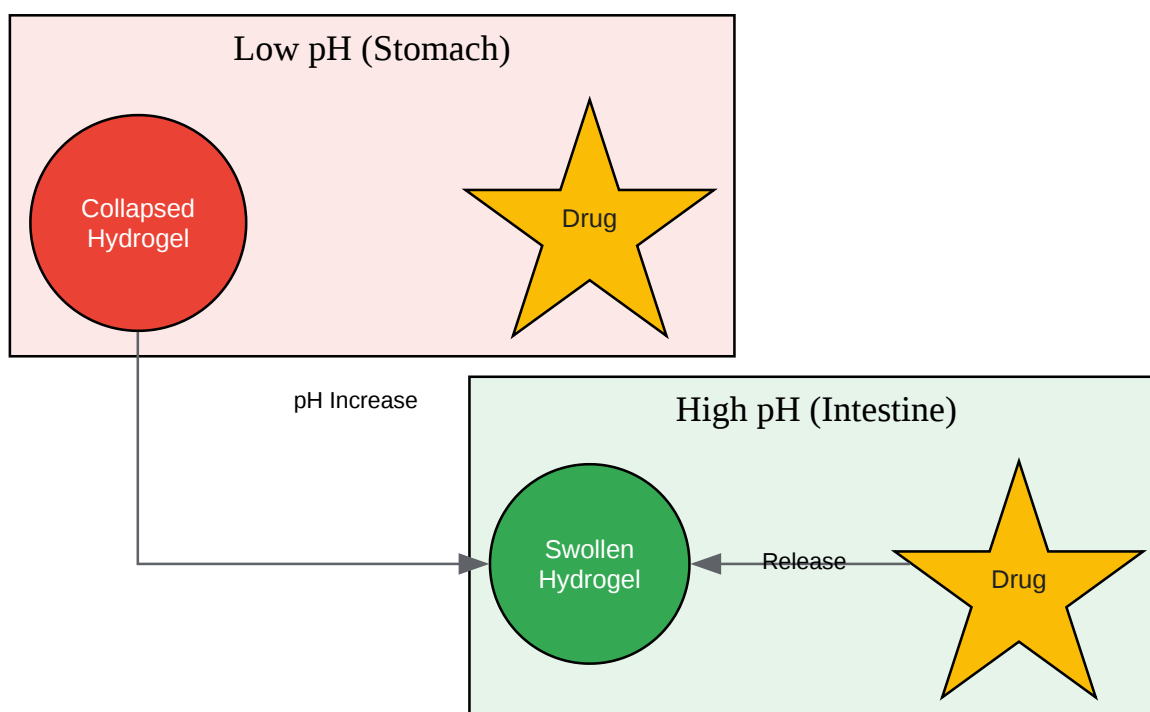 Low pH (Stomach)
Collapsed
Hydrogel
Drug
pH Increase
High pH (Intestine)
Swollen
Hydrogel
Release
Drug